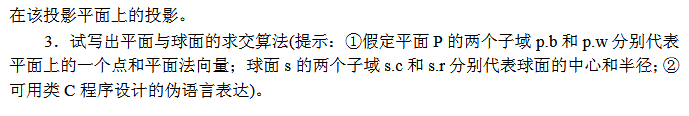 在该投影平面上的投影。
3．试写出平面与球面的求交算法(提示：①假定平面 P 的两个子域 p.b 和 p.w 分别代表
平面上的一个点和平面法向量；球面 s 的两个子域 s.c 和 s.r 分别代表球面的中心和半径；②
可用类 C 程序设计的伪语言表达)。